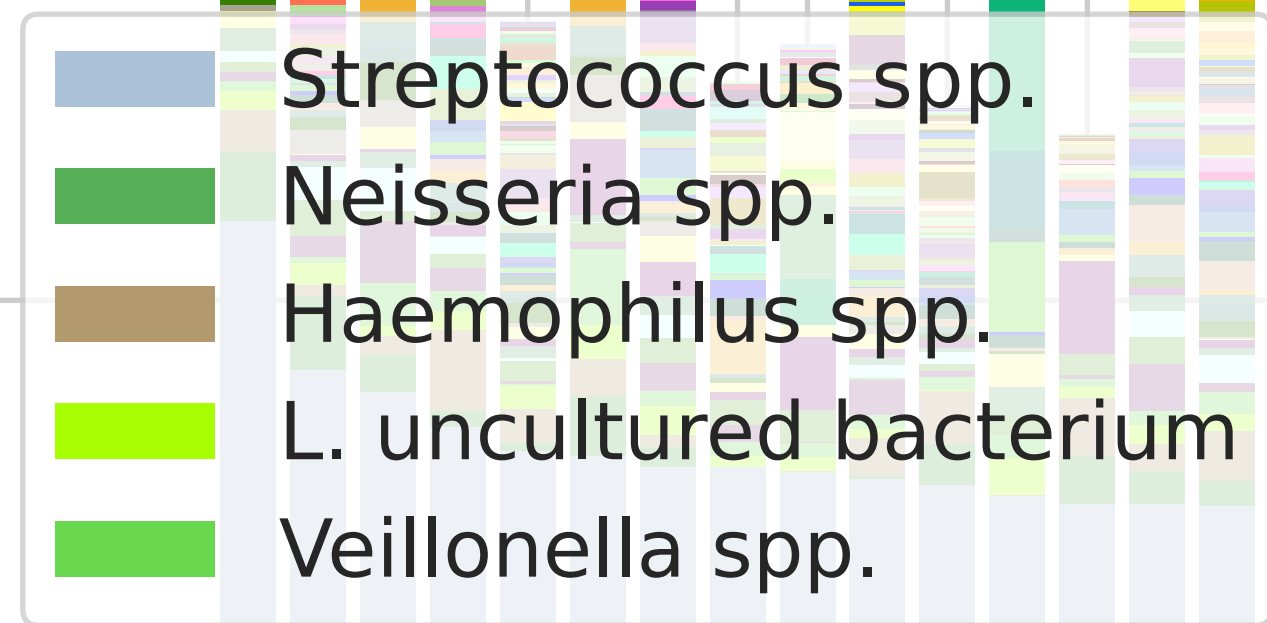 Streptococcus spp.
Neisseria spp.
Haemophilus spp.
L. uncultured bacterium
Veillonella spp.